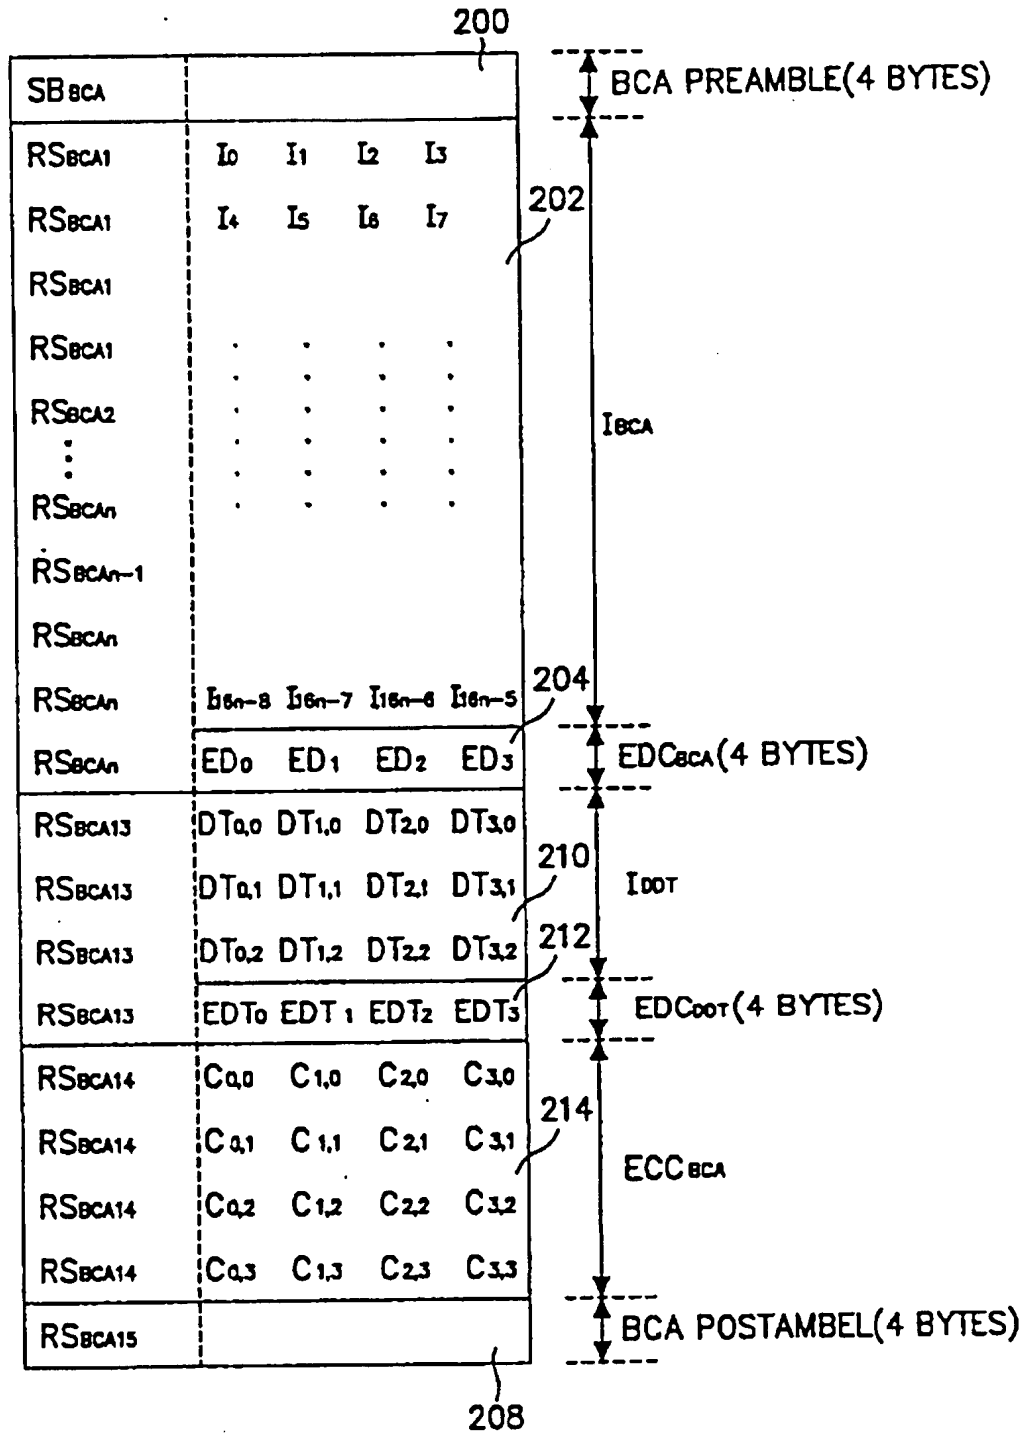 200
SBBCA BCA PREAMBLE(4 BYTES)
RSBCA1 I0 I1 I2 I3
202
RSBCA1 I4 I5 I6 I7
RSBCA1
RSBCA1
RSBCA2 IBCA
RSBCAn
RSBCAn-1
RSBCAn
204
RSBCAn I16n-8 I16n-7 I16n-6 I16n-5
RSBCAn ED0 ED1 ED2 ED3 EDCBCA(4 BYTES)
RSBCA13 DT0,0 DT1,0 DT2,0 DT3,0
210
RSBCA13 DT0,1 DT1,1 DT2,1 DT3,1 IDOT
212
RSBCA13 DT0,2 DT1,2 DT2,2 DT3,2
RSBCA13 EDT0 EDT1 EDT2 EDT3 EDCDOT(4 BYTES)
RSBCA14 C0,0 C1,0 C2,0 C3,0
214
RSBCA14 C0,1 C1,1 C2,1 C3,1 ECCBCA
RSBCA14 C0,2 C1,2 C2,2 C3,2
RSBCA14 C0,3 C1,3 C2,3 C3,3
RSBCA15 BCA POSTAMBEL(4 BYTES)
208